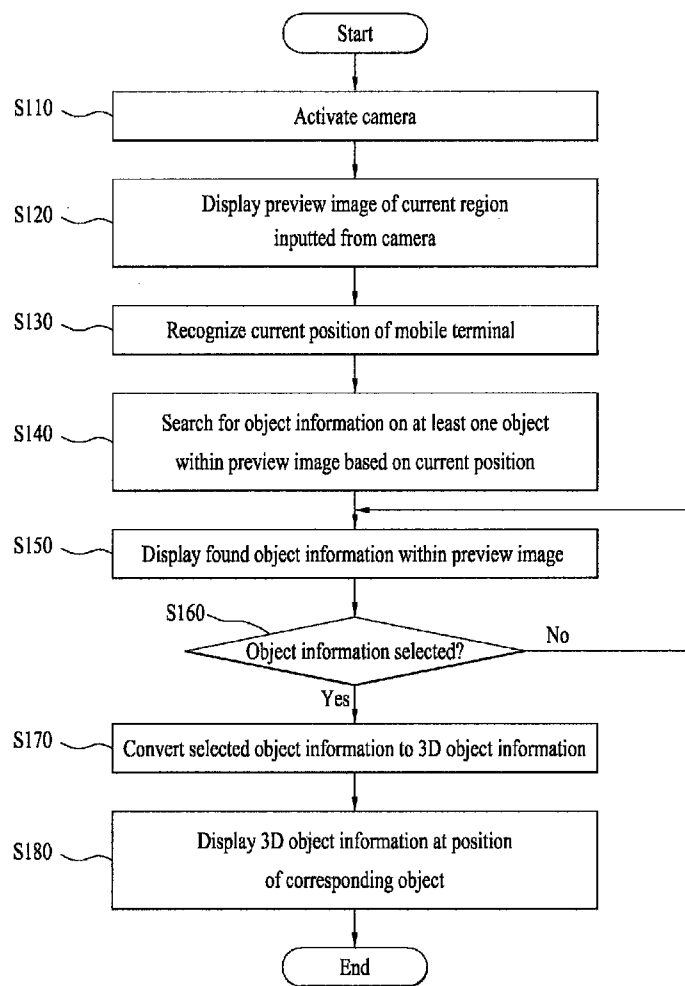 Start
S110
Activate camera
S120
Display preview image of current region
inputted from camera
S130
Recognize current position of mobile terminal
S140
Search for object information on at least one object
within preview image based on current position
S150
Display found object information within preview image
S160
Object information selected?
No
Yes
S170
Convert selected object information to 3D object information
S180
Display 3D object information at position
of corresponding object
End